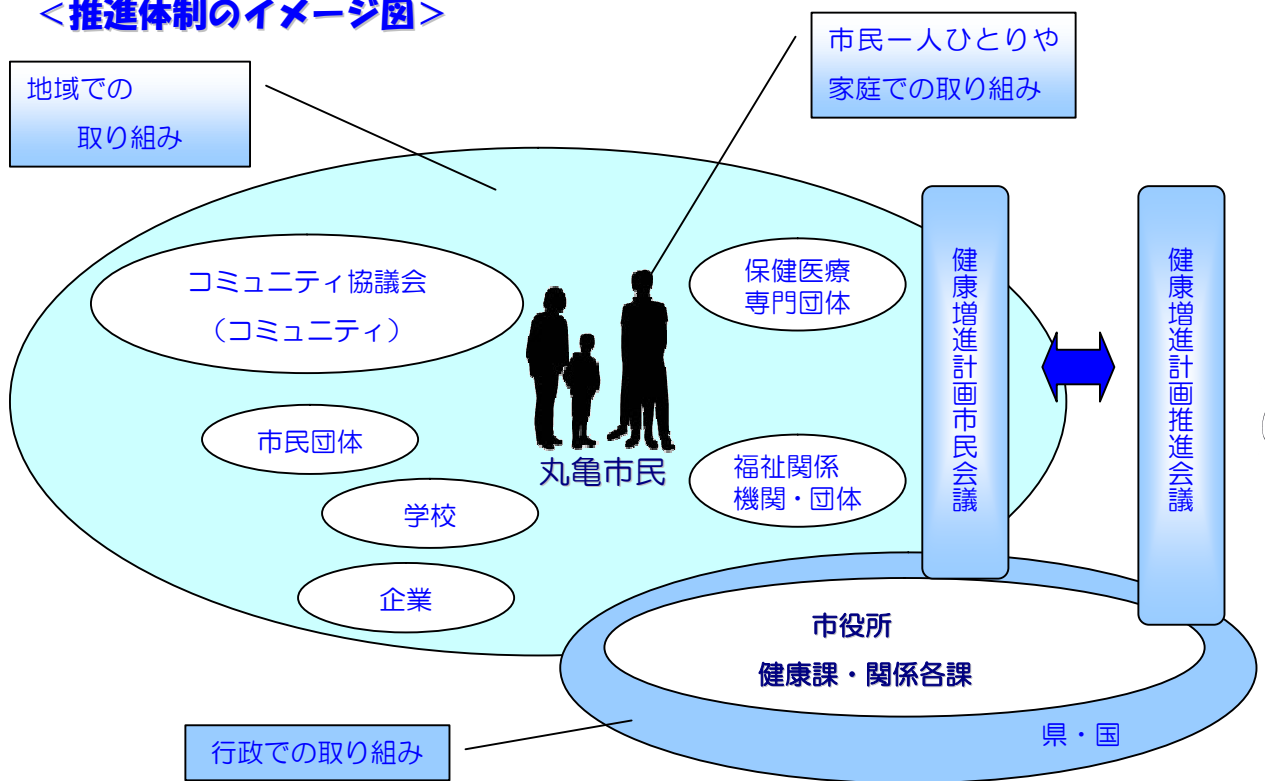 ＜推進体制のイメージ図＞
地域での
取り組み
市民一人ひとりや
家庭での取り組み
コミュニティ協議会
（コミュニティ）
保健医療
専門団体
市民団体
丸亀市民
福祉関係
機関・団体
学校
企業
健康増進計画市民会議
健康増進計画推進会議
市役所
健康課・関係各課
県・国
行政での取り組み